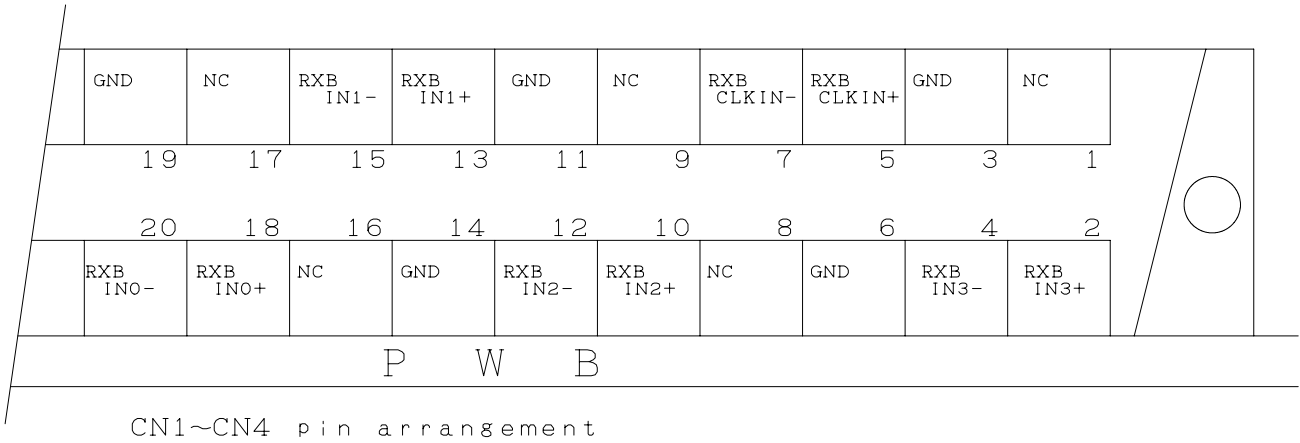 GND NC RXB RXB GND NC RXB RXB GND NC
IN1- IN1+ CLKIN- CLKIN+
19 17 15 13 11 9 7 5 3 1
20 18 16 14 12 10 8 6 4 2
RXB RXB NC GND RXB RXB NC GND RXB RXB
IN0- IN0+ IN2- IN2+ IN3- IN3+
P W B
CN1~CN4 pin arrangement